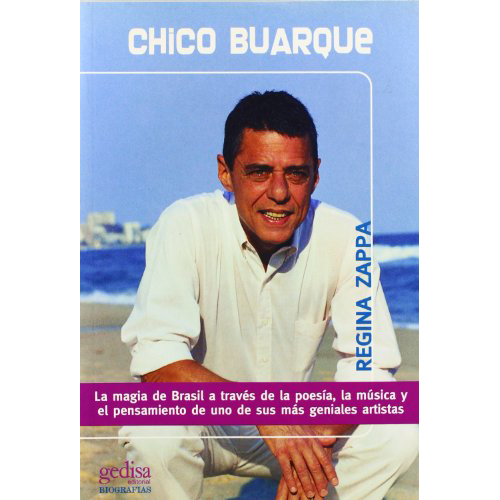 CHiCO BUARQUe
REGINA ZAPPA
La magia de Brasil a través de la poesía, la música y
el pensamiento de uno de sus más geniales artistas
gedisa
editorial
BIOGRAFÍAS